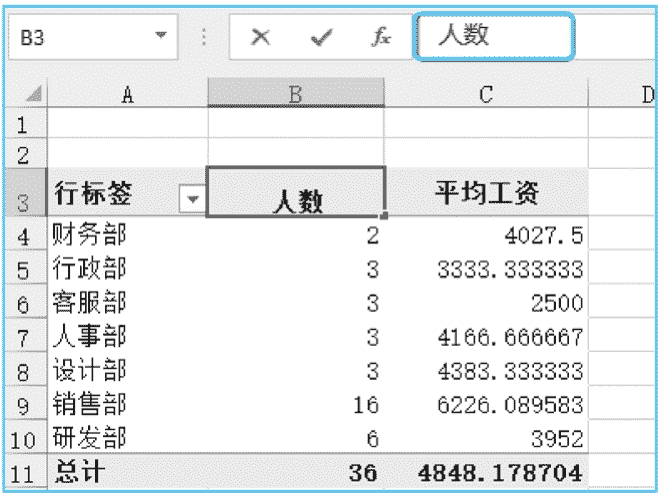 B3 fx 人数
A B C D
1
2
3 行标签 人数 平均工资
4 财务部 2 4027.5
5 行政部 3 3333.333333
6 客服部 3 2500
7 人事部 3 4166.666667
8 设计部 3 4383.333333
9 销售部 16 6226.089583
10 研发部 6 3952
11 总计 36 4848.178704